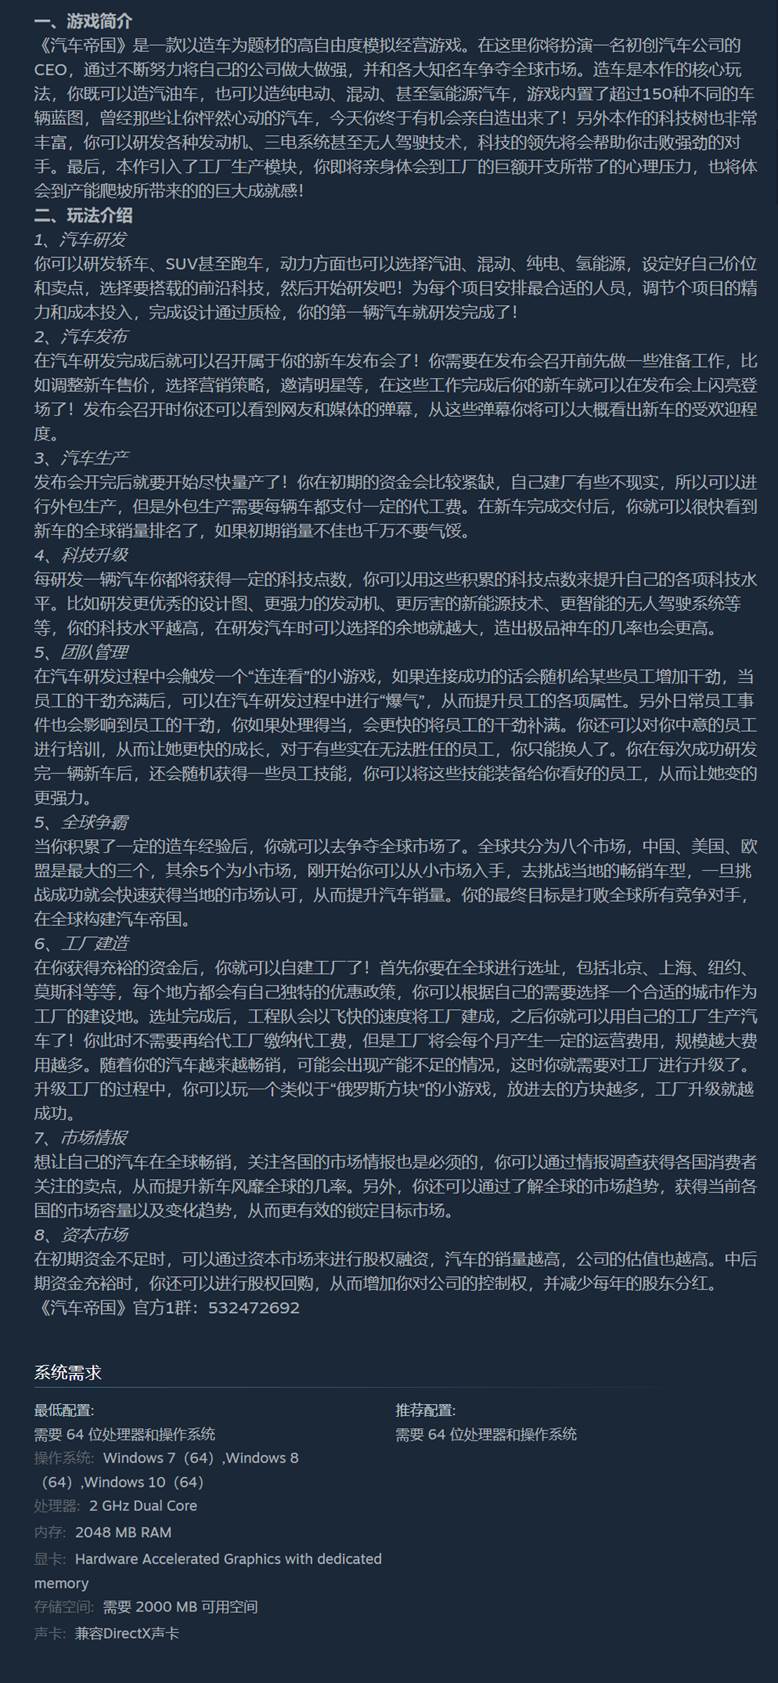 一、游戏简介
《汽车帝国》是一款以造车为题材的高自由度模拟经营游戏。在这里你将扮演一名初创汽车公司的
CEO，通过不断努力将自己的公司做大做强，并和各大知名车争夺全球市场。造车是本作的核心玩
法，你既可以造汽油车，也可以造纯电动、混动、甚至氢能源汽车，游戏内置了超过150种不同的车
辆蓝图，曾经那些让你怦然心动的汽车，今天你终于有机会亲自造出来了！另外本作的科技树也非常
丰富，你可以研发各种发动机、三电系统甚至无人驾驶技术，科技的领先将会帮助你击败强劲的对
手。最后，本作引入了工厂生产模块，你即将亲身体会到工厂的巨额开支所带了的心理压力，也将体
会到产能爬坡所带来的的巨大成就感！
二、玩法介绍
1、汽车研发
你可以研发轿车、SUV甚至跑车，动力方面也可以选择汽油、混动、纯电、氢能源，设定好自己价位
和卖点，选择要搭载的前沿科技，然后开始研发吧！为每个项目安排最合适的人员，调节个项目的精
力和成本投入，完成设计通过质检，你的第一辆汽车就研发完成了！
2、汽车发布
在汽车研发完成后就可以召开属于你的新车发布会了！你需要在发布会召开前先做一些准备工作，比
如调整新车售价，选择营销策略，邀请明星等，在这些工作完成后你的新车就可以在发布会上闪亮登
场了！发布会召开时你还可以看到网友和媒体的弹幕，从这些弹幕你将可以大概看出新车的受欢迎程
度。
3、汽车生产
发布会开完后就要开始尽快量产了！你在初期的资金会比较紧缺，自己建厂有些不现实，所以可以进
行外包生产，但是外包生产需要每辆车都支付一定的代工费。在新车完成交付后，你就可以很快看到
新车的全球销量排名了，如果初期销量不佳也千万不要气馁。
4、科技升级
每研发一辆汽车你都将获得一定的科技点数，你可以用这些积累的科技点数来提升自己的各项科技水
平。比如研发更优秀的设计图、更强力的发动机、更厉害的新能源技术、更智能的无人驾驶系统等
等，你的科技水平越高，在研发汽车时可以选择的余地就越大，造出极品神车的几率也会更高。
5、团队管理
在汽车研发过程中会触发一个“连连看”的小游戏，如果连接成功的话会随机给某些员工增加干劲，当
员工的干劲充满后，可以在汽车研发过程中进行“爆气”，从而提升员工的各项属性。另外日常员工事
件也会影响到员工的干劲，你如果处理得当，会更快的将员工的干劲补满。你还可以对你中意的员工
进行培训，从而让她更快的成长，对于有些实在无法胜任的员工，你只能换人了。你在每次成功研发
完一辆新车后，还会随机获得一些员工技能，你可以将这些技能装备给你看好的员工，从而让她变的
更强力。
5、全球争霸
当你积累了一定的造车经验后，你就可以去争夺全球市场了。全球共分为八个市场，中国、美国、欧
盟是最大的三个，其余5个为小市场，刚开始你可以从小市场入手，去挑战当地的畅销车型，一旦挑
战成功就会快速获得当地的市场认可，从而提升汽车销量。你的最终目标是打败全球所有竞争对手，
在全球构建汽车帝国。
6、工厂建造
在你获得充裕的资金后，你就可以自建工厂了！首先你要在全球进行选址，包括北京、上海、纽约、
莫斯科等等，每个地方都会有自己独特的优惠政策，你可以根据自己的需要选择一个合适的城市作为
工厂的建设地。选址完成后，工程队会以飞快的速度将工厂建成，之后你就可以用自己的工厂生产汽
车了！你此时不需要再给代工厂缴纳代工费，但是工厂将会每个月产生一定的运营费用，规模越大费
用越多。随着你的汽车越来越畅销，可能会出现产能不足的情况，这时你就需要对工厂进行升级了。
升级工厂的过程中，你可以玩一个类似于“俄罗斯方块”的小游戏，放进去的方块越多，工厂升级就越
成功。
7、市场情报
想让自己的汽车在全球畅销，关注各国的市场情报也是必须的，你可以通过情报调查获得各国消费者
关注的卖点，从而提升新车风靡全球的几率。另外，你还可以通过了解全球的市场趋势，获得当前各
国的市场容量以及变化趋势，从而更有效的锁定目标市场。
8、资本市场
在初期资金不足时，可以通过资本市场来进行股权融资，汽车的销量越高，公司的估值也越高。中后
期资金充裕时，你还可以进行股权回购，从而增加你对公司的控制权，并减少每年的股东分红。
《汽车帝国》官方1群：532472692
系统需求
最低配置:
需要 64 位处理器和操作系统
操作系统: Windows 7（64）,Windows 8
（64）,Windows 10（64）
处理器: 2 GHz Dual Core
内存: 2048 MB RAM
显卡: Hardware Accelerated Graphics with dedicated
memory
存储空间: 需要 2000 MB 可用空间
声卡: 兼容DirectX声卡
推荐配置:
需要 64 位处理器和操作系统